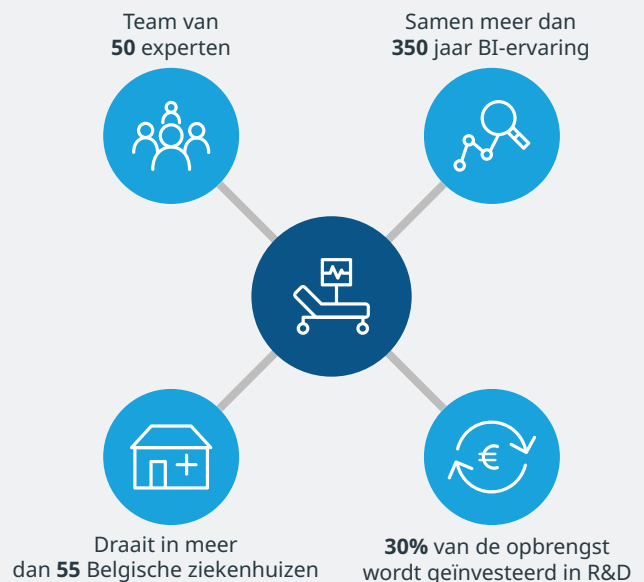 Team van
50 experten
Samen meer dan
350 jaar BI-ervaring
€
Draait in meer
dan 55 Belgische ziekenhuizen
30% van de opbrengst
wordt geïnvesteerd in R&D